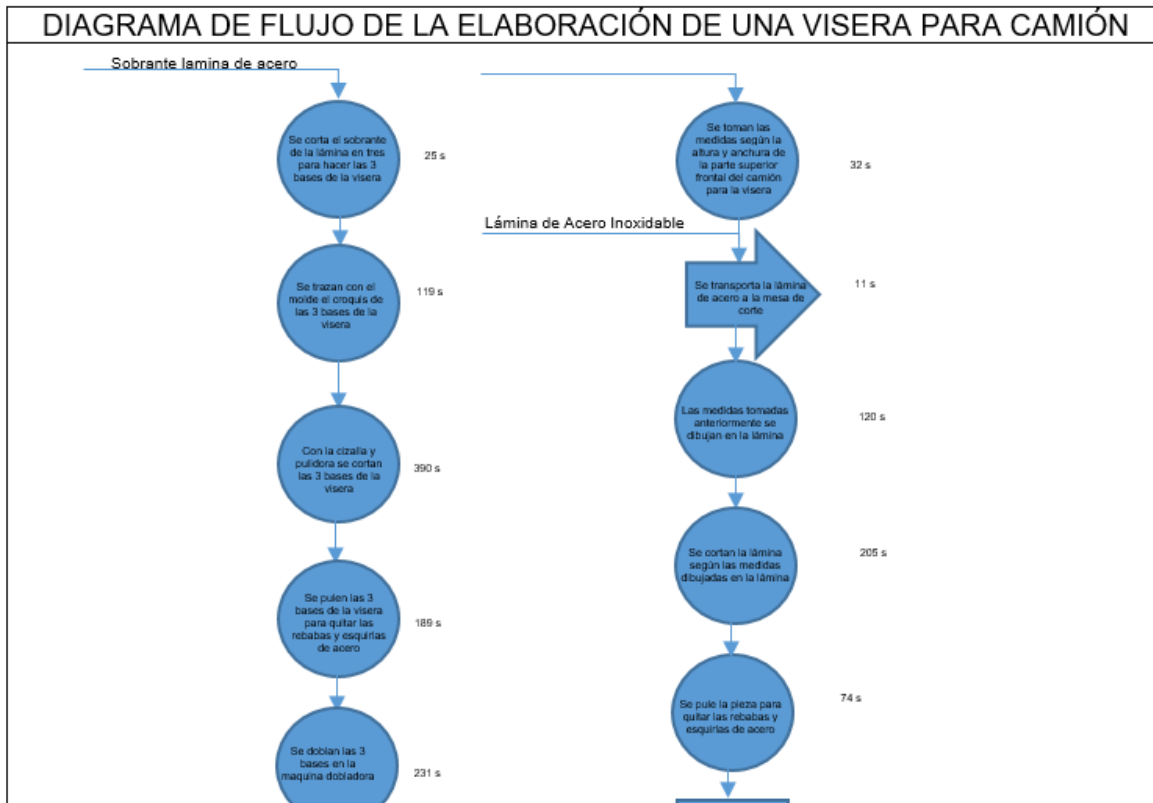 DIAGRAMA DE FLUJO DE LA ELABORACIÓN DE UNA VISERA PARA CAMIÓN
Sobrante lamina de acero
Se corta el sobrante
de la lámina en tres
para hacer las 3
bases de la visera
25 s
Se trazan con el
molde el croquis de
las 3 bases de la
visera
119 s
Con la cizalla y
pulidora se cortan
las 3 bases de la
visera
390 s
Se pulen las 3
bases de la visera
para quitar las
rebabas y esquirlas
de acero
189 s
Se doblan las 3
bases en la
maquina dobladora
231 s
Se toman las
medidas según la
altura y anchura de
la parte superior
frontal del camión
para la visera
32 s
Lámina de Acero Inoxidable
Se transporta la lámina
de acero a la mesa de
corte
11 s
Las medidas tomadas
anteriormente se
dibujan en la lámina
120 s
Se cortan la lámina
según las medidas
dibujadas en la lámina
205 s
Se pule la pieza para
quitar las rebabas y
esquirlas de acero
74 s